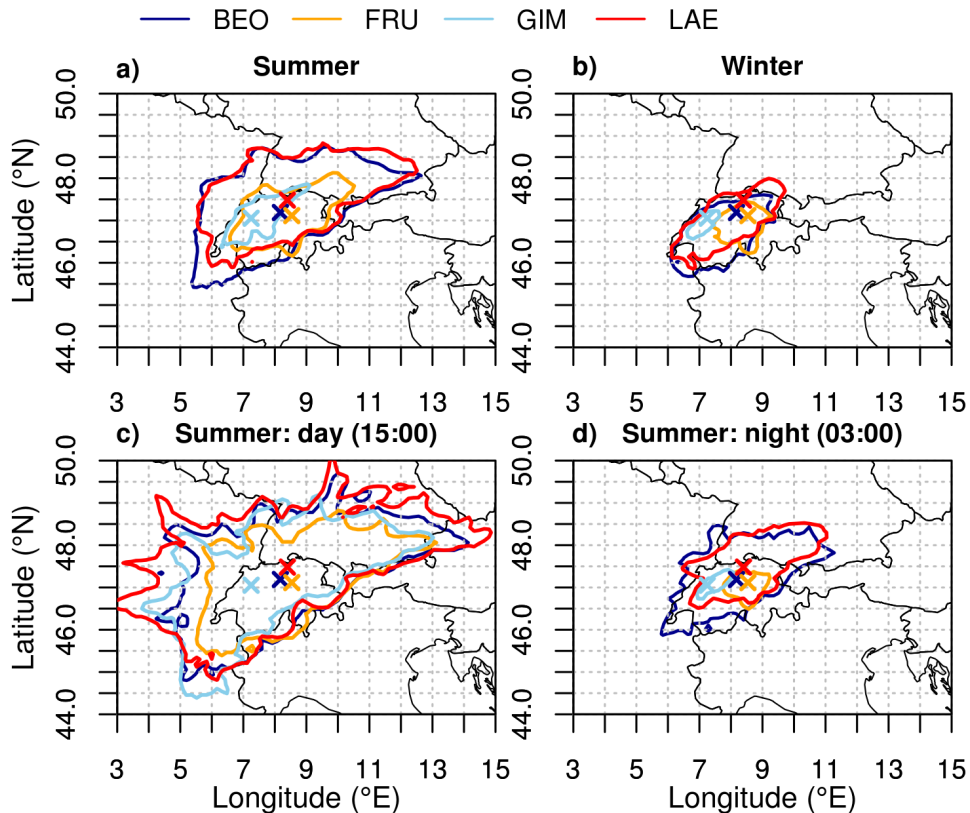 BEO FRU GIM LAE
a) Summer
b) Winter
Latitude (°N)
50.0
48.0
46.0
44.0
50.0
48.0
46.0
44.0
3 5 7 9 11 13 15
3 5 7 9 11 13 15
c) Summer: day (15:00)
d) Summer: night (03:00)
Latitude (°N)
50.0
48.0
46.0
44.0
50.0
48.0
46.0
44.0
3 5 7 9 11 13 15
3 5 7 9 11 13 15
Longitude (°E)
Longitude (°E)